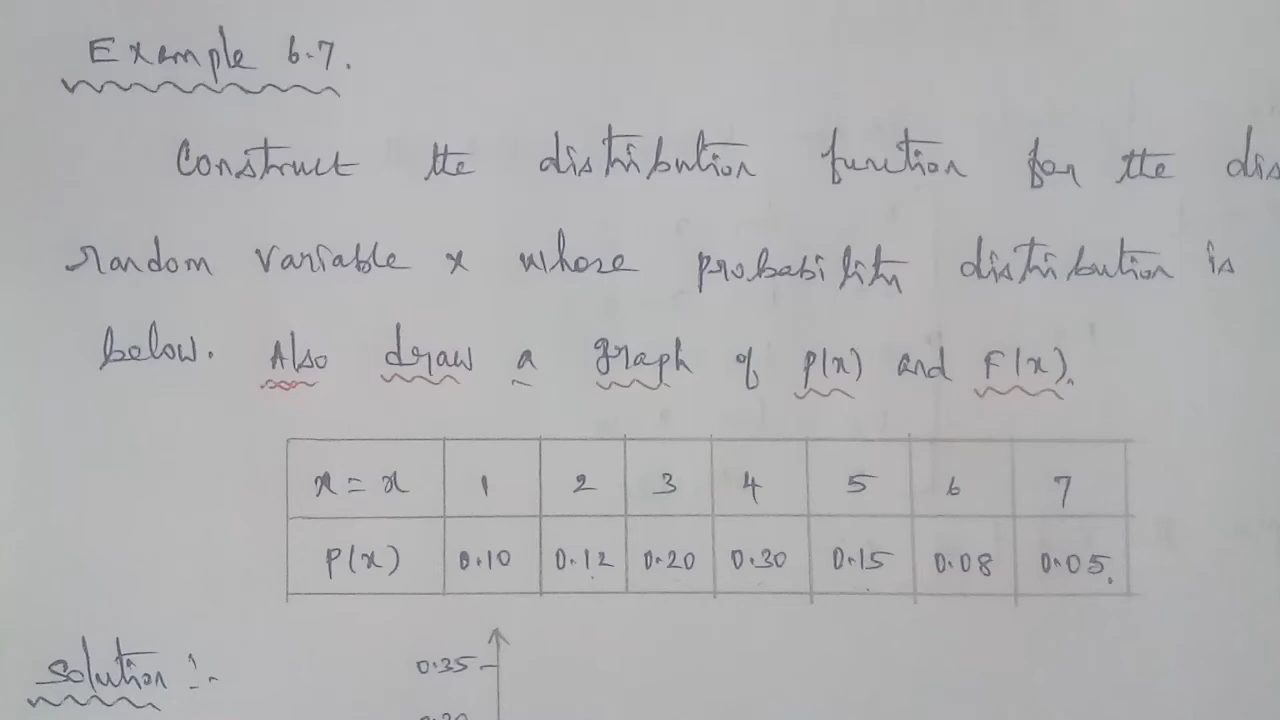 Example 6.7.
Construct the distribution function for the dis
random variable x whose probability distribution is
below. Also draw a graph of p(x) and F(x).
x = x 1 2 3 4 5 6 7
P(x) 0.10 0.12 0.20 0.30 0.15 0.08 0.05.
Solution :-
0.35